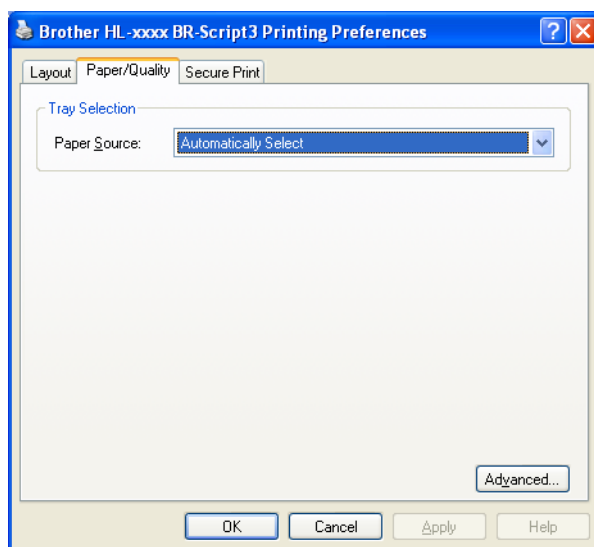 Brother HL-xxxx BR-Script3 Printing Preferences
Layout Paper/Quality Secure Print
Tray Selection
Paper Source: Automatically Select
Advanced...
OK Cancel Apply Help